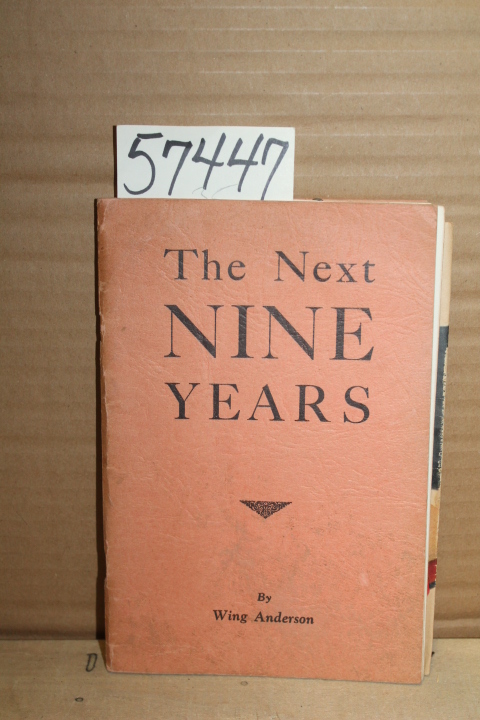 57447
The Next
NINE
YEARS
By
Wing Anderson
D